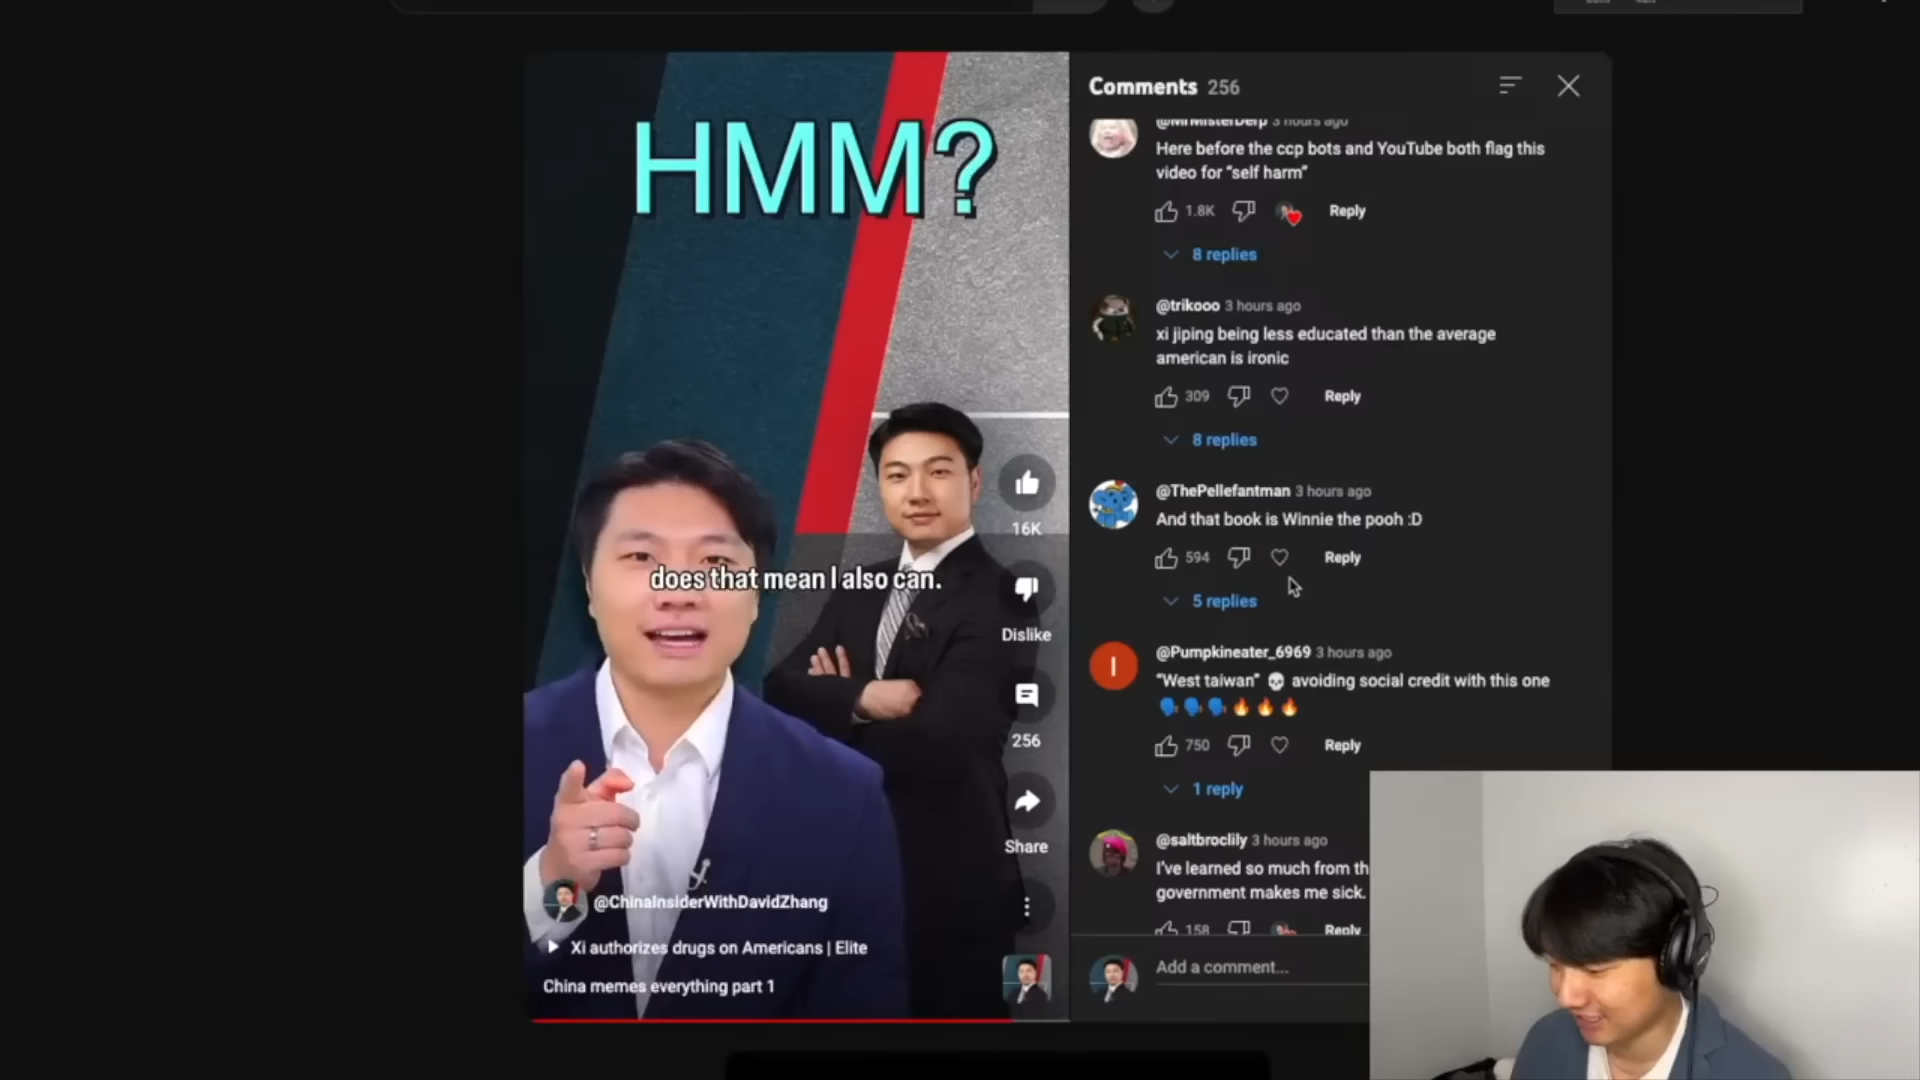 HMM?
does that mean I also can.
16K
Dislike
256
Share
@ChinaInsiderWithDavidZhang
Xi authorizes drugs on Americans | Elite
China memes everything part 1
Comments 256
@MrMisterDerp 3 hours ago
Here before the ccp bots and YouTube both flag this
video for "self harm"
1.8K Reply
8 replies
@trikooo 3 hours ago
xi jiping being less educated than the average
american is ironic
309 Reply
8 replies
@ThePellefantman 3 hours ago
And that book is Winnie the pooh :D
594 Reply
5 replies
@Pumpkineater_6969 3 hours ago
"West taiwan" 💀 avoiding social credit with this one
🗣️🗣️🗣️🔥🔥🔥
750 Reply
1 reply
I
@saltbroclily 3 hours ago
I've learned so much from th
government makes me sick.
158 Reply
Add a comment...